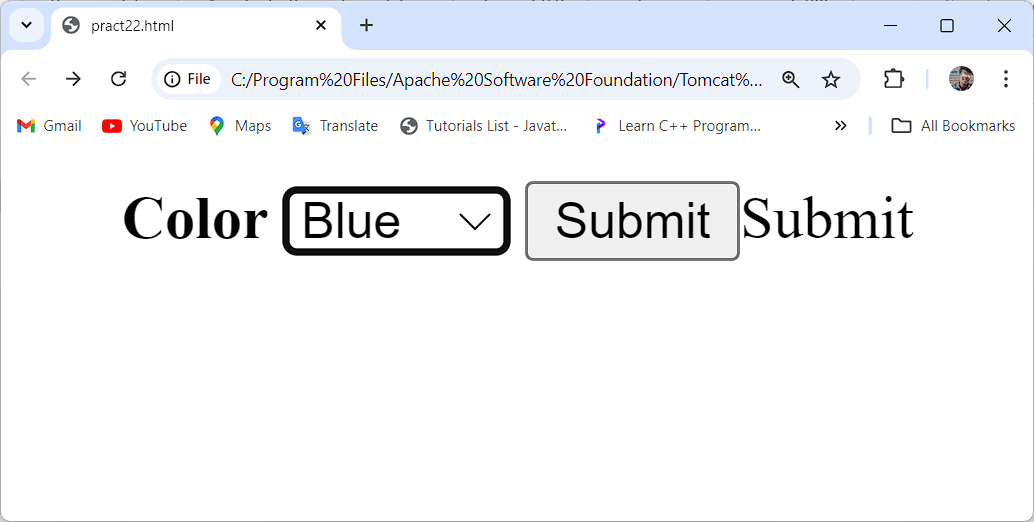 pract22.html
File C:/Program%20Files/Apache%20Software%20Foundation/Tomcat%...
Gmail YouTube Maps Translate Tutorials List - Javat... Learn C++ Program... » All Bookmarks
Color Blue Submit Submit